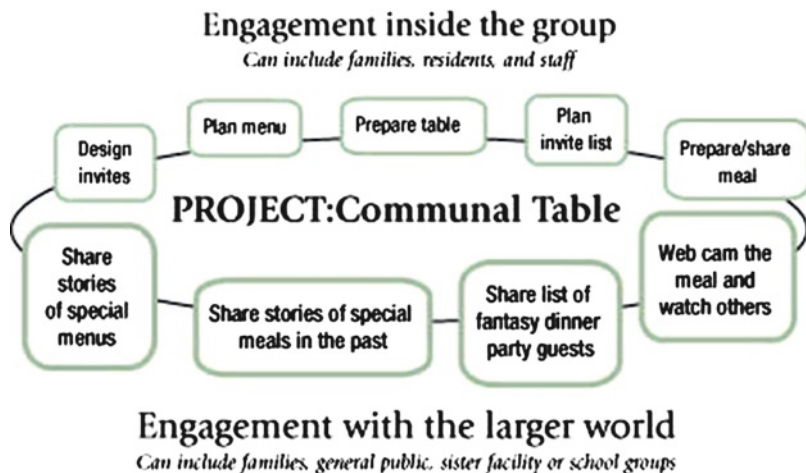 Engagement inside the group
Can include families, residents, and staff
Design
invites
Plan menu
Prepare table
Plan
invite list
Prepare/share
meal
PROJECT:Communal Table
Share
stories
of special
menus
Share stories of special
meals in the past
Share list of
fantasy dinner
party guests
Web cam the
meal and
watch others
Engagement with the larger world
Can include families, general public, sister facility or school groups